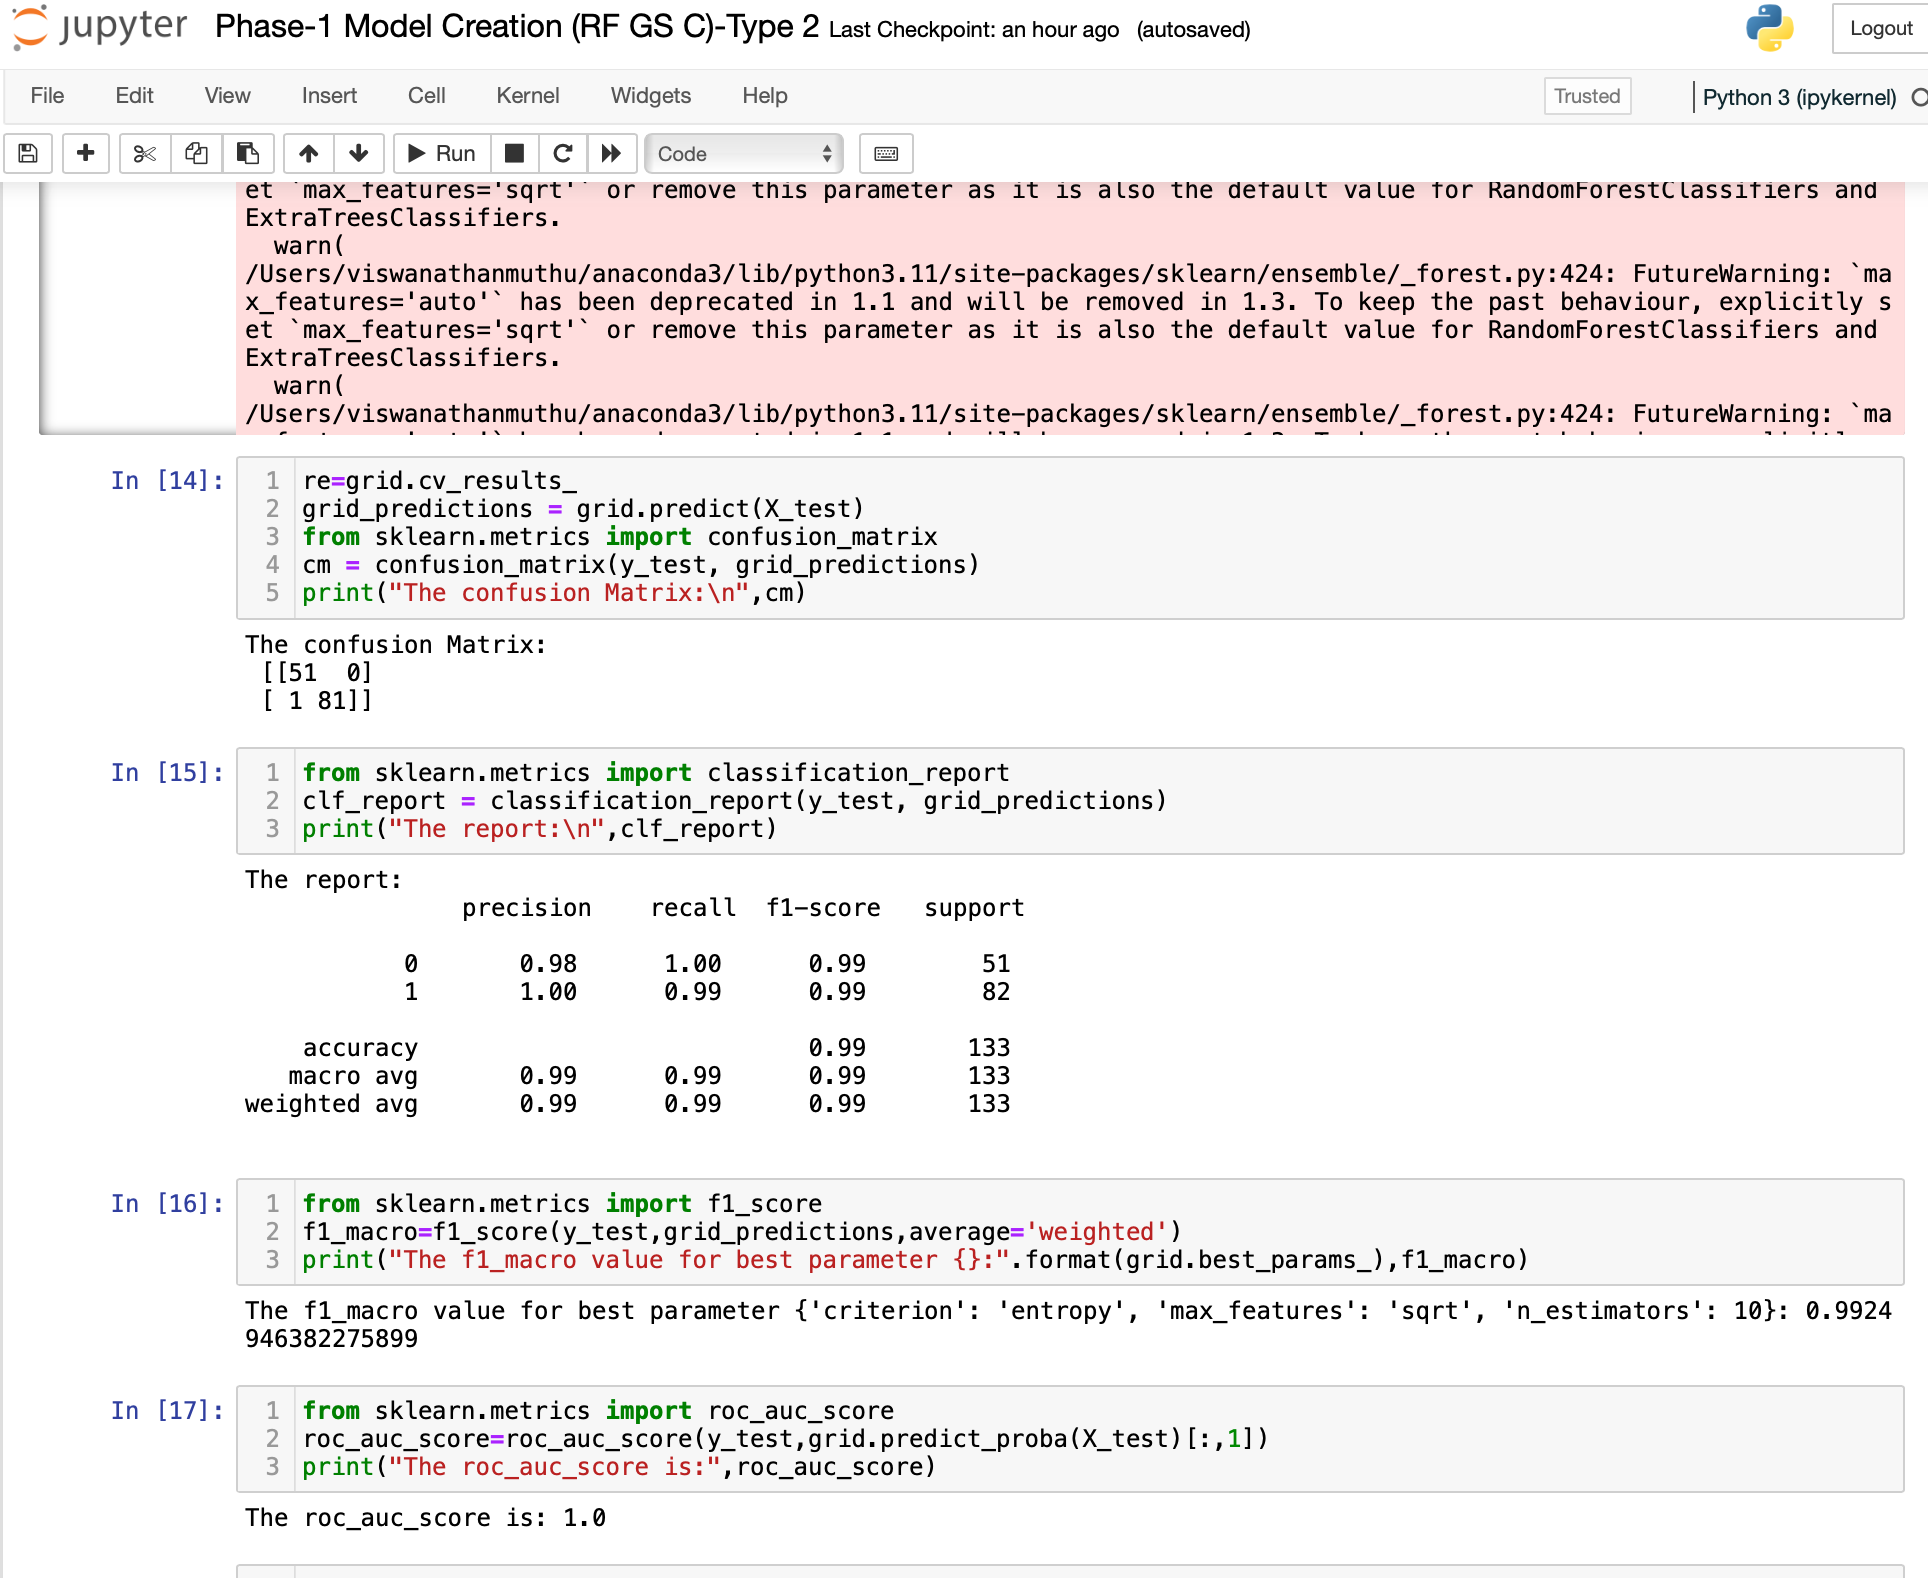 jupyter Phase-1 Model Creation (RF GS C)-Type 2 Last Checkpoint: an hour ago (autosaved) Logout
File Edit View Insert Cell Kernel Widgets Help Trusted Python 3 (ipykernel)
Run Code
et `max_features='sqrt'` or remove this parameter as it is also the default value for RandomForestClassifiers and
ExtraTreesClassifiers.
  warn(
/Users/viswanathanmuthu/anaconda3/lib/python3.11/site-packages/sklearn/ensemble/_forest.py:424: FutureWarning: `ma
x_features='auto'` has been deprecated in 1.1 and will be removed in 1.3. To keep the past behaviour, explicitly s
et `max_features='sqrt'` or remove this parameter as it is also the default value for RandomForestClassifiers and
ExtraTreesClassifiers.
  warn(
/Users/viswanathanmuthu/anaconda3/lib/python3.11/site-packages/sklearn/ensemble/_forest.py:424: FutureWarning: `ma
In [14]: 1 re=grid.cv_results_
2 grid_predictions = grid.predict(X_test)
3 from sklearn.metrics import confusion_matrix
4 cm = confusion_matrix(y_test, grid_predictions)
5 print("The confusion Matrix:\n",cm)
The confusion Matrix:
 [[51  0]
 [ 1 81]]
In [15]: 1 from sklearn.metrics import classification_report
2 clf_report = classification_report(y_test, grid_predictions)
3 print("The report:\n",clf_report)
The report:
               precision    recall  f1-score   support
           0       0.98      1.00      0.99        51
           1       1.00      0.99      0.99        82
    accuracy                           0.99       133
   macro avg       0.99      0.99      0.99       133
weighted avg       0.99      0.99      0.99       133
In [16]: 1 from sklearn.metrics import f1_score
2 f1_macro=f1_score(y_test,grid_predictions,average='weighted')
3 print("The f1_macro value for best parameter {}:".format(grid.best_params_),f1_macro)
The f1_macro value for best parameter {'criterion': 'entropy', 'max_features': 'sqrt', 'n_estimators': 10}: 0.9924
946382275899
In [17]: 1 from sklearn.metrics import roc_auc_score
2 roc_auc_score=roc_auc_score(y_test,grid.predict_proba(X_test)[:,1])
3 print("The roc_auc_score is:",roc_auc_score)
The roc_auc_score is: 1.0